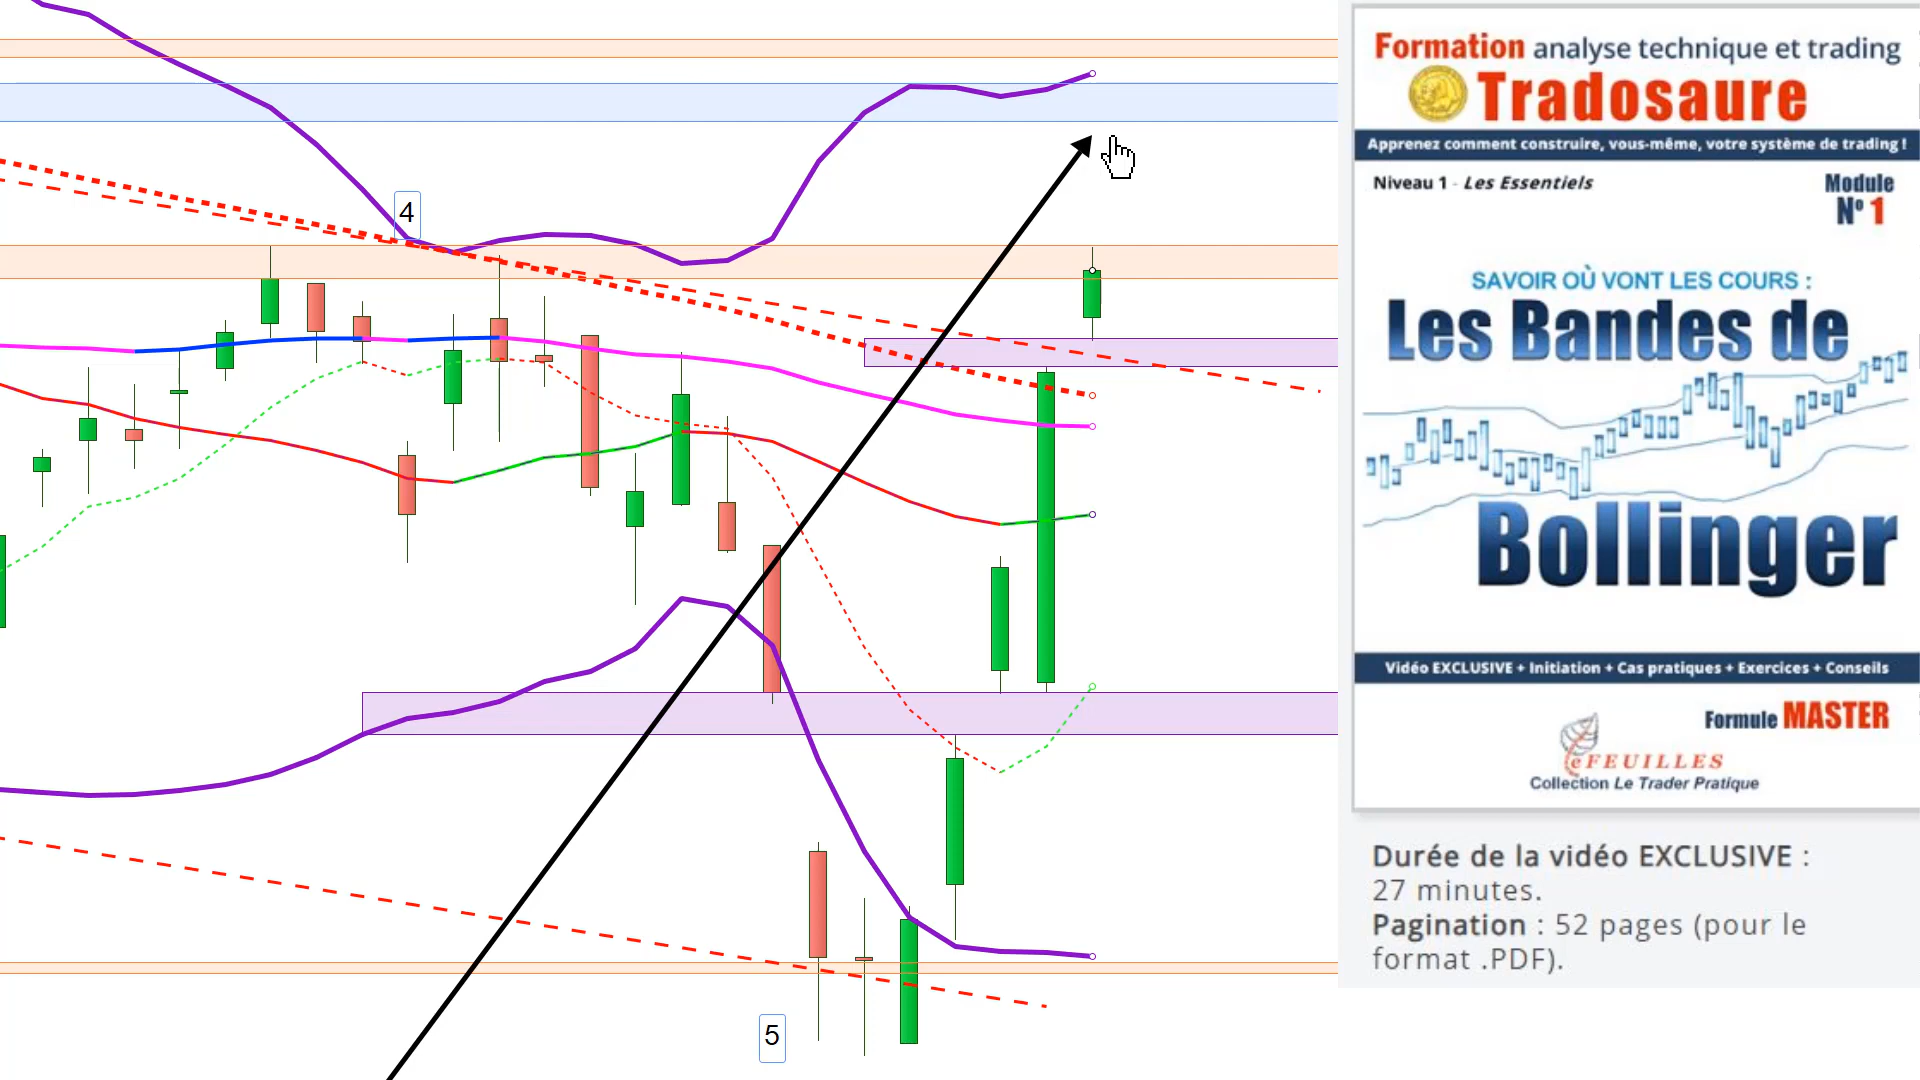 4
5
Formation analyse technique et trading
Tradosaure
Apprenez comment construire, vous-même, votre système de trading !
Niveau 1 - Les Essentiels
Module
N° 1
SAVOIR OÙ VONT LES COURS :
Les Bandes de
Bollinger
Vidéo EXCLUSIVE + Initiation + Cas pratiques + Exercices + Conseils
Formule MASTER
eFEUILLES
Collection Le Trader Pratique
Durée de la vidéo EXCLUSIVE :
27 minutes.
Pagination : 52 pages (pour le
format .PDF).